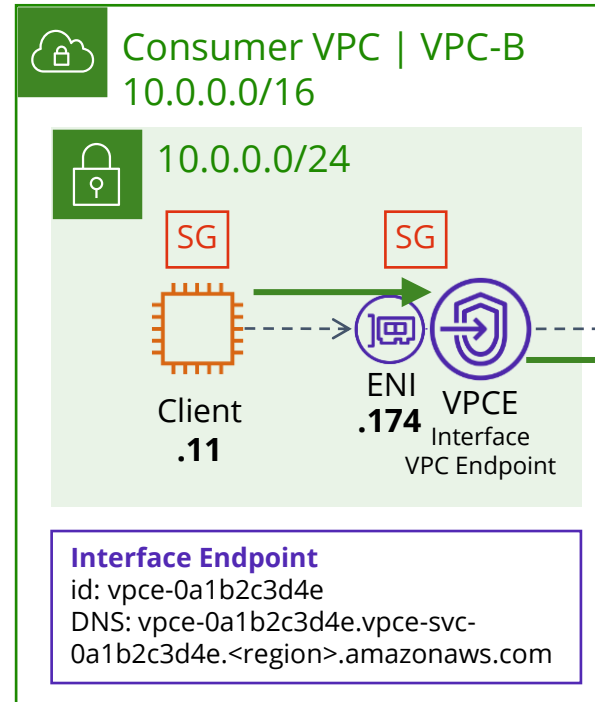 Consumer VPC | VPC-B
10.0.0.0/16
10.0.0.0/24
SG
SG
Client
.11
ENI
.174
VPCE
Interface
VPC Endpoint
Interface Endpoint
id: vpce-0a1b2c3d4e
DNS: vpce-0a1b2c3d4e.vpce-svc-
0a1b2c3d4e.<region>.amazonaws.com